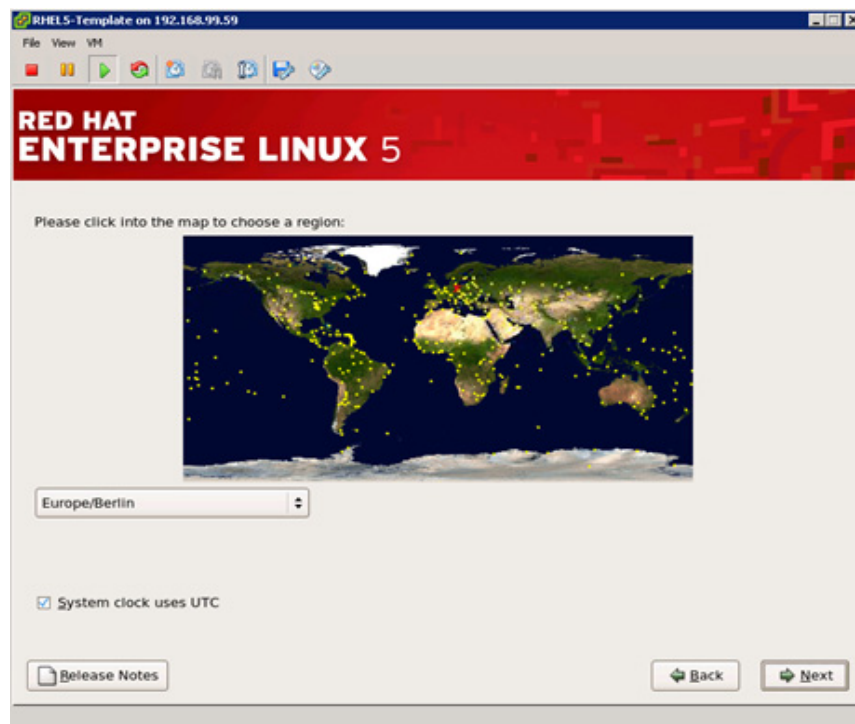 RHEL5-Template on 192.168.99.59
File View VM
RED HAT
ENTERPRISE LINUX 5
Please click into the map to choose a region:
Europe/Berlin
System clock uses UTC
Release Notes
Back
Next